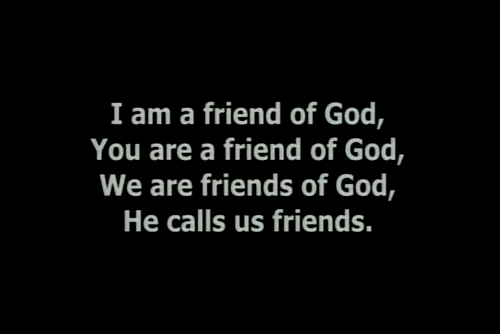 I am a friend of God,
You are a friend of God,
We are friends of God,
He calls us friends.